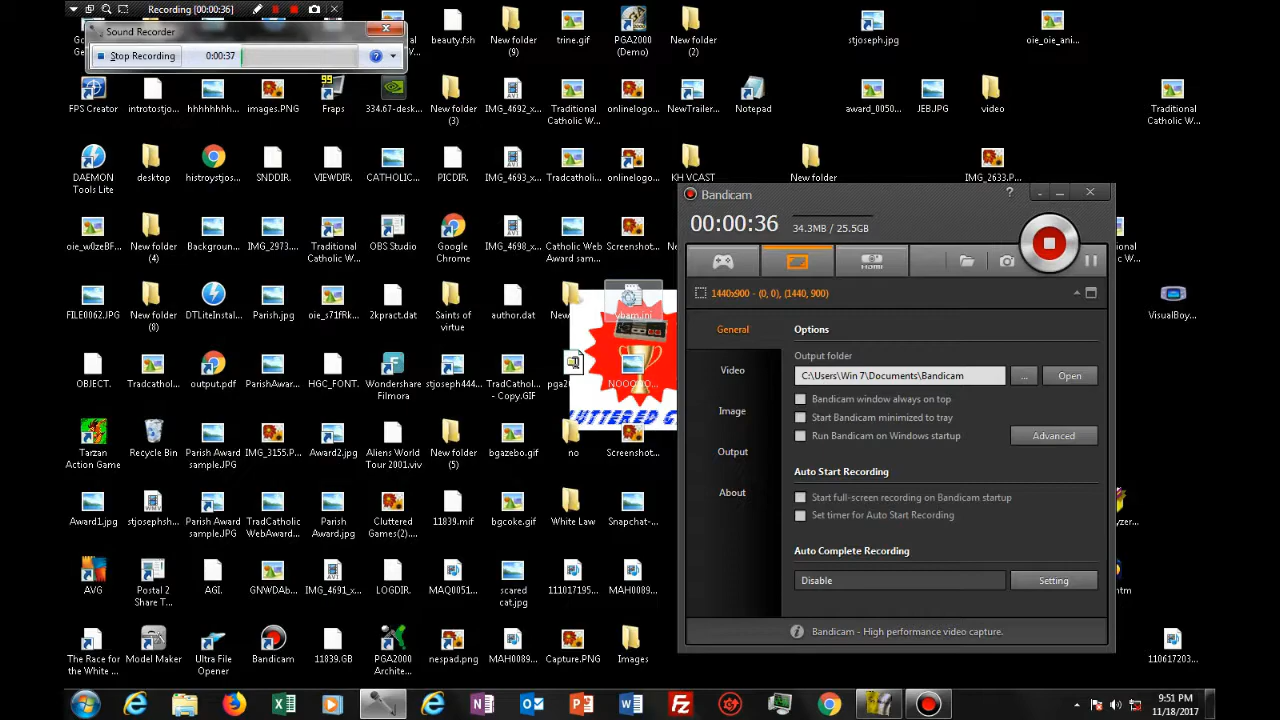 Recording [00:00:36]
Sound Recorder
Stop Recording
0:00:37
beauty.fsh
New folder
(9)
trine.gif
PGA2000
(Demo)
New folder
(2)
stjoseph.jpg
oie_oie_ani...
FPS Creator
introtostjo...
hhhhhhhh...
images.PNG
99
Fraps
334.67-desk...
New folder
(3)
IMG_4692_x...
Traditional
Catholic W...
onlinelogo...
NewTrailer...
Notepad
award_0050...
JEB.JPG
video
Traditional
Catholic W...
DAEMON
Tools Lite
desktop
histroystjos...
SNDDIR.
VIEWDIR.
CATHOLIC...
PICDIR.
IMG_4693_x...
Tradcatholi...
onlinelogo...
KH VCAST
New folder
IMG_2633.P...
oie_w0zeBF...
New folder
(4)
Backgroun...
IMG_2973....
Traditional
Catholic W...
OBS Studio
Google
Chrome
IMG_4698_x...
Catholic Web
Award sam...
Screenshot...
FILE0062.JPG
New folder
(8)
DTLiteInstal...
Parish.jpg
oie_s71fRk...
2kpract.dat
Saints of
virtue
author.dat
vbam.ini
VisualBoy...
OBJECT.
Tradcatho...
output.pdf
ParishAwar...
HGC_FONT.
Wondershare
Filmora
stjoseph444...
TradCathol...
- Copy.GIF
CLUTTERED
Tarzan
Action Game
Recycle Bin
Parish Award
sample.JPG
IMG_3155.P...
Award2.jpg
Aliens World
Tour 2001.viv
New folder
(5)
bgazebo.gif
no
Screenshot...
Award1.jpg
stjosephsh...
Parish Award
sample.JPG
TradCatholic
WebAward...
Parish
Award.jpg
Cluttered
Games(2)....
11839.mif
bgcoke.gif
White Law
Snapchat-...
AVG
Postal 2
Share T...
AGI.
GNWDAb...
IMG_4691_x...
LOGDIR.
MAQ0051...
scared
cat.jpg
111017195...
MAH0089...
The Race for
the White ...
Model Maker
Ultra File
Opener
Bandicam
11839.GB
PGA2000
Archite...
nespad.png
MAH0089...
Capture.PNG
Images
110617203...
Bandicam
00:00:36
34.3MB / 25.5GB
HDMI
1440x900 - (0, 0), (1440, 900)
General
Video
Image
Output
About
Options
Output folder
C:\Users\Win 7\Documents\Bandicam
...
Open
Bandicam window always on top
Start Bandicam minimized to tray
Run Bandicam on Windows startup
Advanced
Auto Start Recording
Start full-screen recording on Bandicam startup
Set timer for Auto Start Recording
Auto Complete Recording
Disable
Setting
Bandicam - High performance video capture.
9:51 PM
11/18/2017